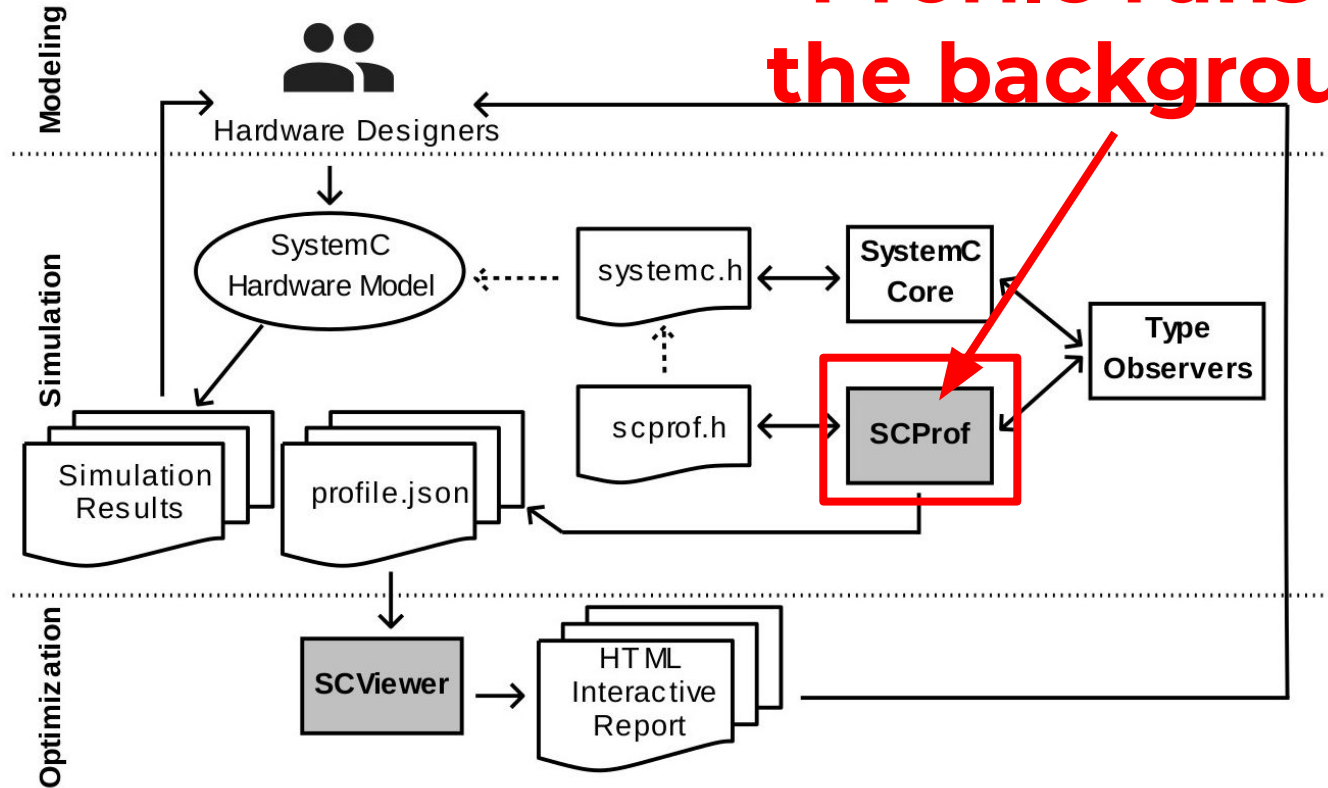 the backgrou
Modeling
Hardware Designers
Simulation
SystemC
Hardware Model
systemc.h
SystemC
Core
Type
Observers
scprof.h
SCProf
Simulation
Results
profile.json
Optimization
SCViewer
HTML
Interactive
Report